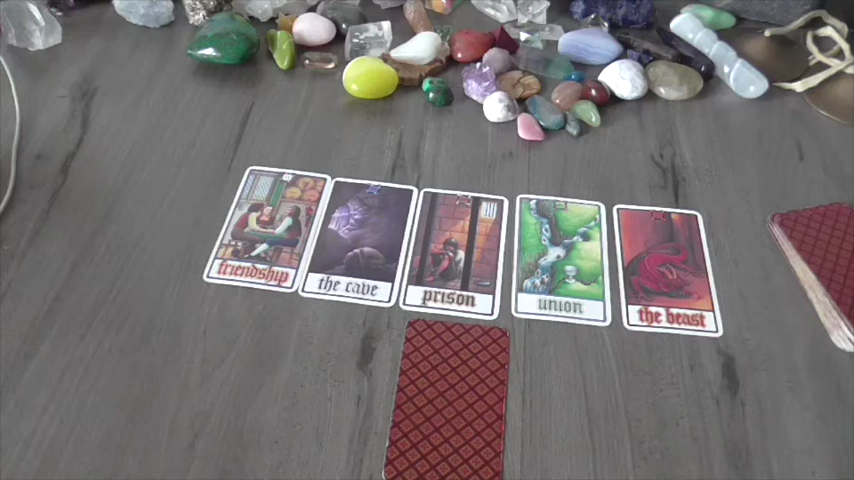 friendship
the cave
prison
union
the beast